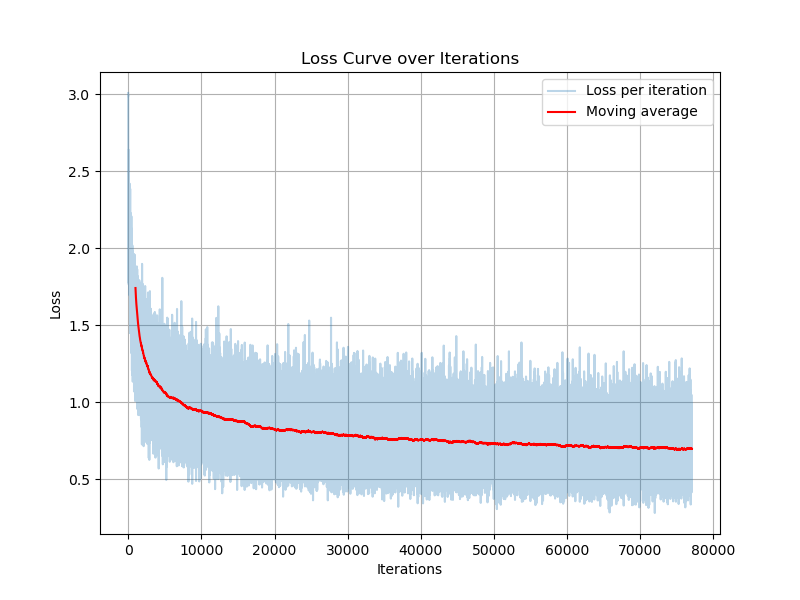 Loss Curve over Iterations
Loss per iteration
Moving average
3.0
2.5
2.0
1.5
1.0
0.5
Loss
0 10000 20000 30000 40000 50000 60000 70000 80000
Iterations